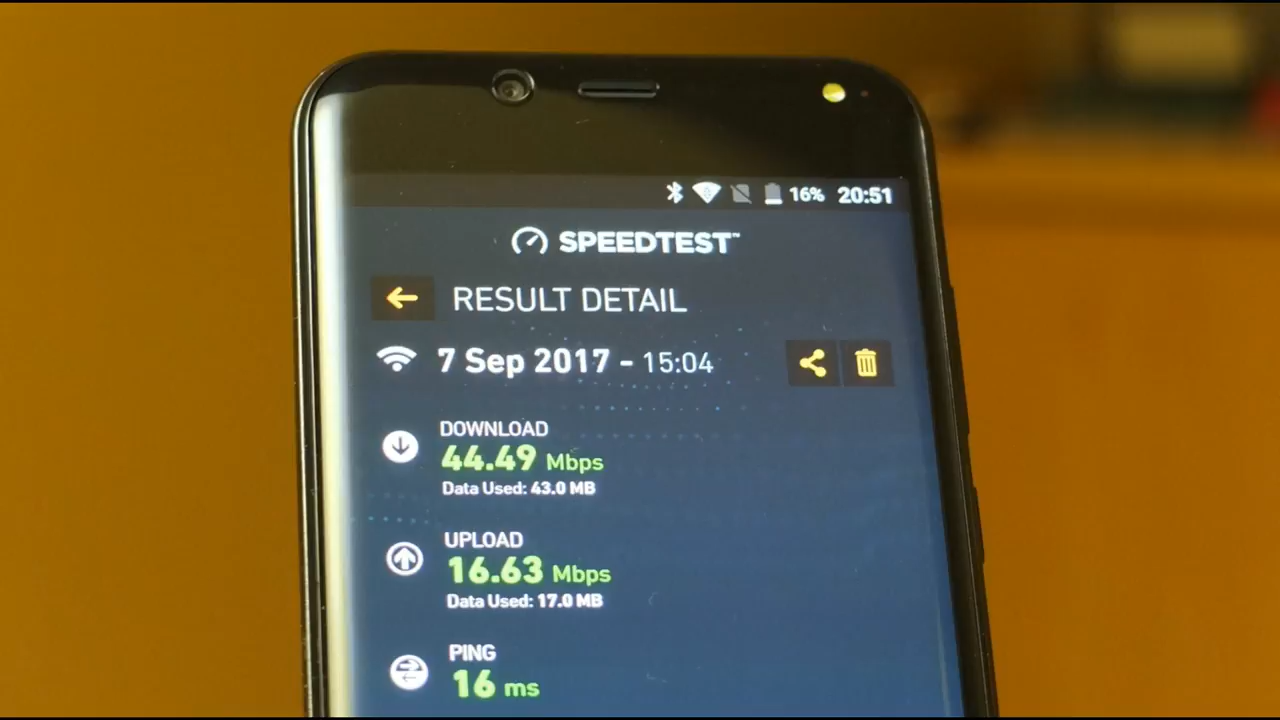 16% 20:51
SPEEDTEST™
RESULT DETAIL
7 Sep 2017 - 15:04
DOWNLOAD
44.49 Mbps
Data Used: 43.0 MB
UPLOAD
16.63 Mbps
Data Used: 17.0 MB
PING
16 ms